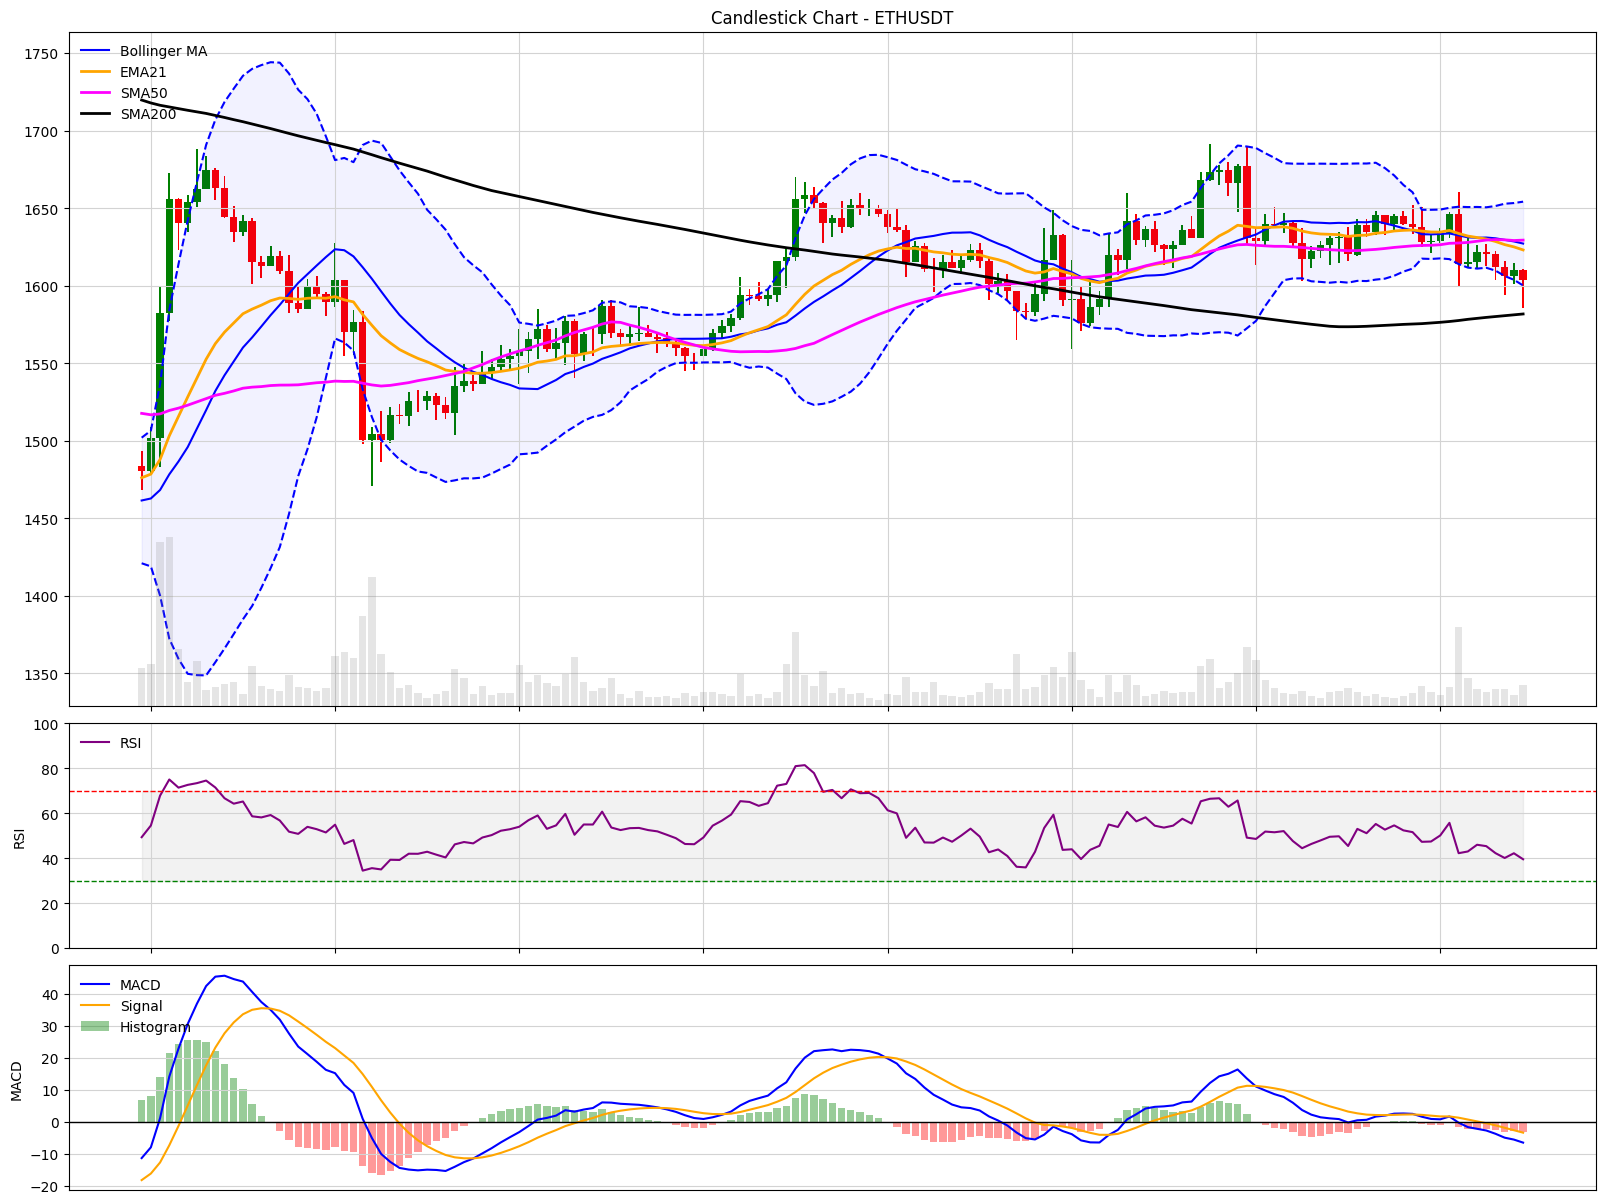 Candlestick Chart - ETHUSDT
Bollinger MA
EMA21
SMA50
SMA200
1750
1700
1650
1600
1550
1500
1450
1400
1350
RSI
RSI
100
80
60
40
20
0
MACD
Signal
Histogram
MACD
40
30
20
10
0
−10
−20